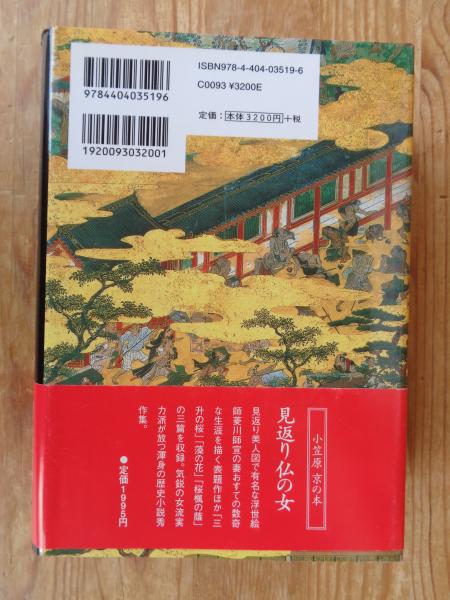 ISBN978-4-404-03519-6
C0093 ¥3200E
定価：本体3200円＋税
9784404035196
1920093032001
小笠原 京の本
見返り仏の女
見返り美人図で有名な浮世絵
師菱川師宣の妻おすての数奇
な生涯を描く表題作ほか「三
升の桜」「藻の花」「桜楓の蔭」
の三篇を収録。気鋭の女流実
力派が放つ渾身の歴史小説秀
作集。
●定価1995円